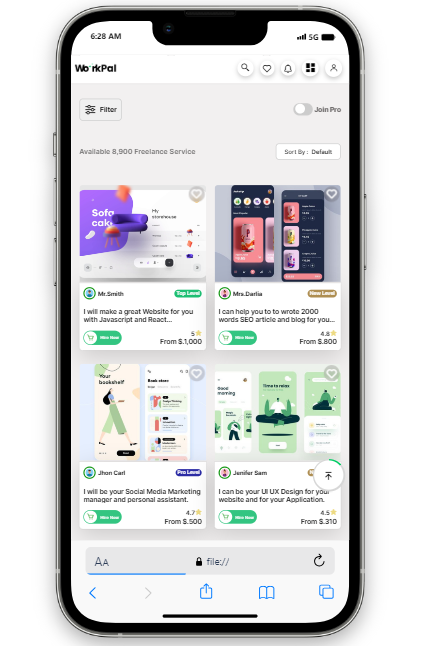 6:28 AM
5G
WorkPal
Filter
Join Pro
Available 8,900 Freelance Service
Sort By : Default
Sofa
cake
My
storehouse
Mr.Smith
Top Level
I will make a great Website for you
with Javascript and React...
Hire Now
5
From $.1,000
Mrs.Darlia
New Level
I can help you to to wrote 2000
words SEO article and blog for you...
Hire Now
4.8
From $.800
Your
bookshelf
Book store
Jhon Carl
Pro Level
I will be your Social Media Marketing
manager and personal assistant.
Hire Now
4.7
From $.500
Good
morning
Time to relax
Jenifer Sam
I can be your UI UX Design for your
website and for your Application.
Hire Now
4.5
From $.310
AA
file://